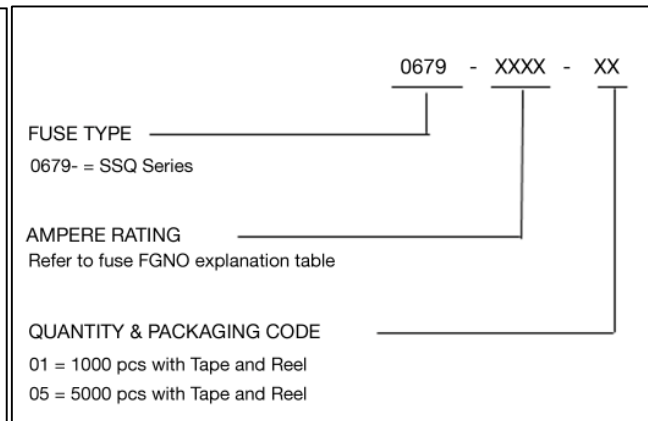 0679 - XXXX - XX
FUSE TYPE
0679- = SSQ Series
AMPERE RATING
Refer to fuse FGNO explanation table
QUANTITY & PACKAGING CODE
01 = 1000 pcs with Tape and Reel
05 = 5000 pcs with Tape and Reel